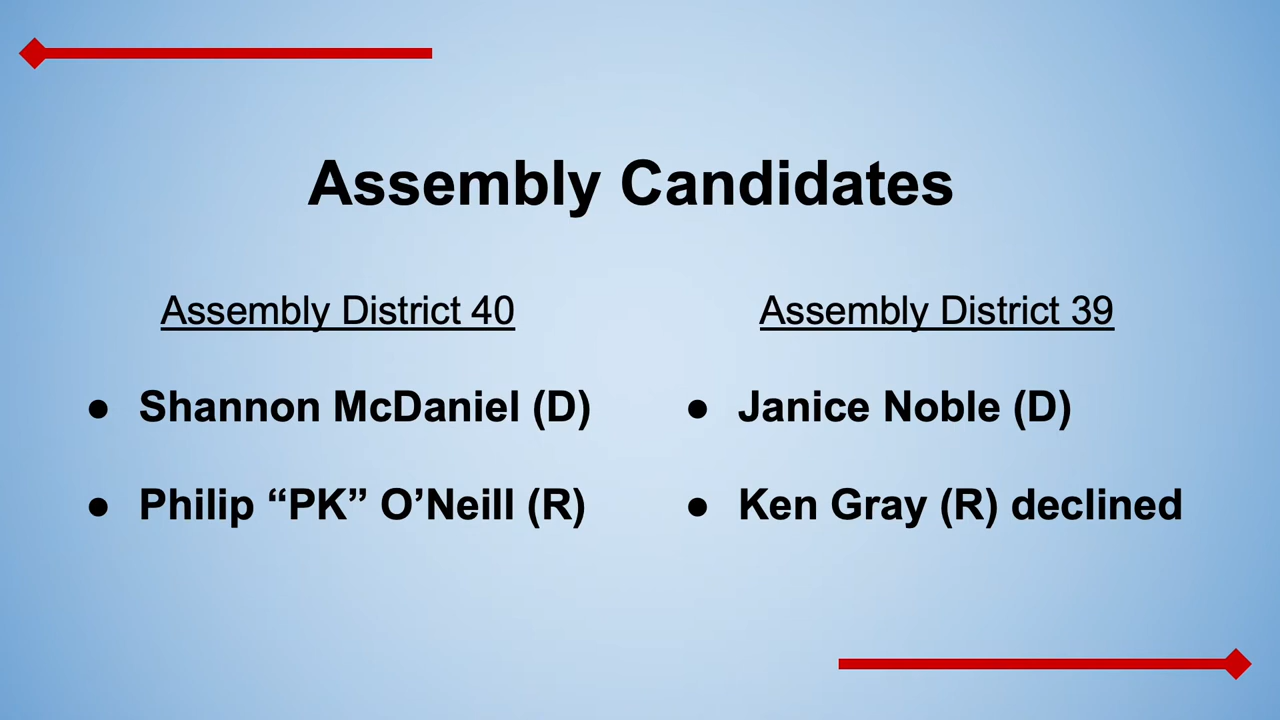 Assembly Candidates
Assembly District 40
● Shannon McDaniel (D)
● Philip “PK” O’Neill (R)
Assembly District 39
● Janice Noble (D)
● Ken Gray (R) declined